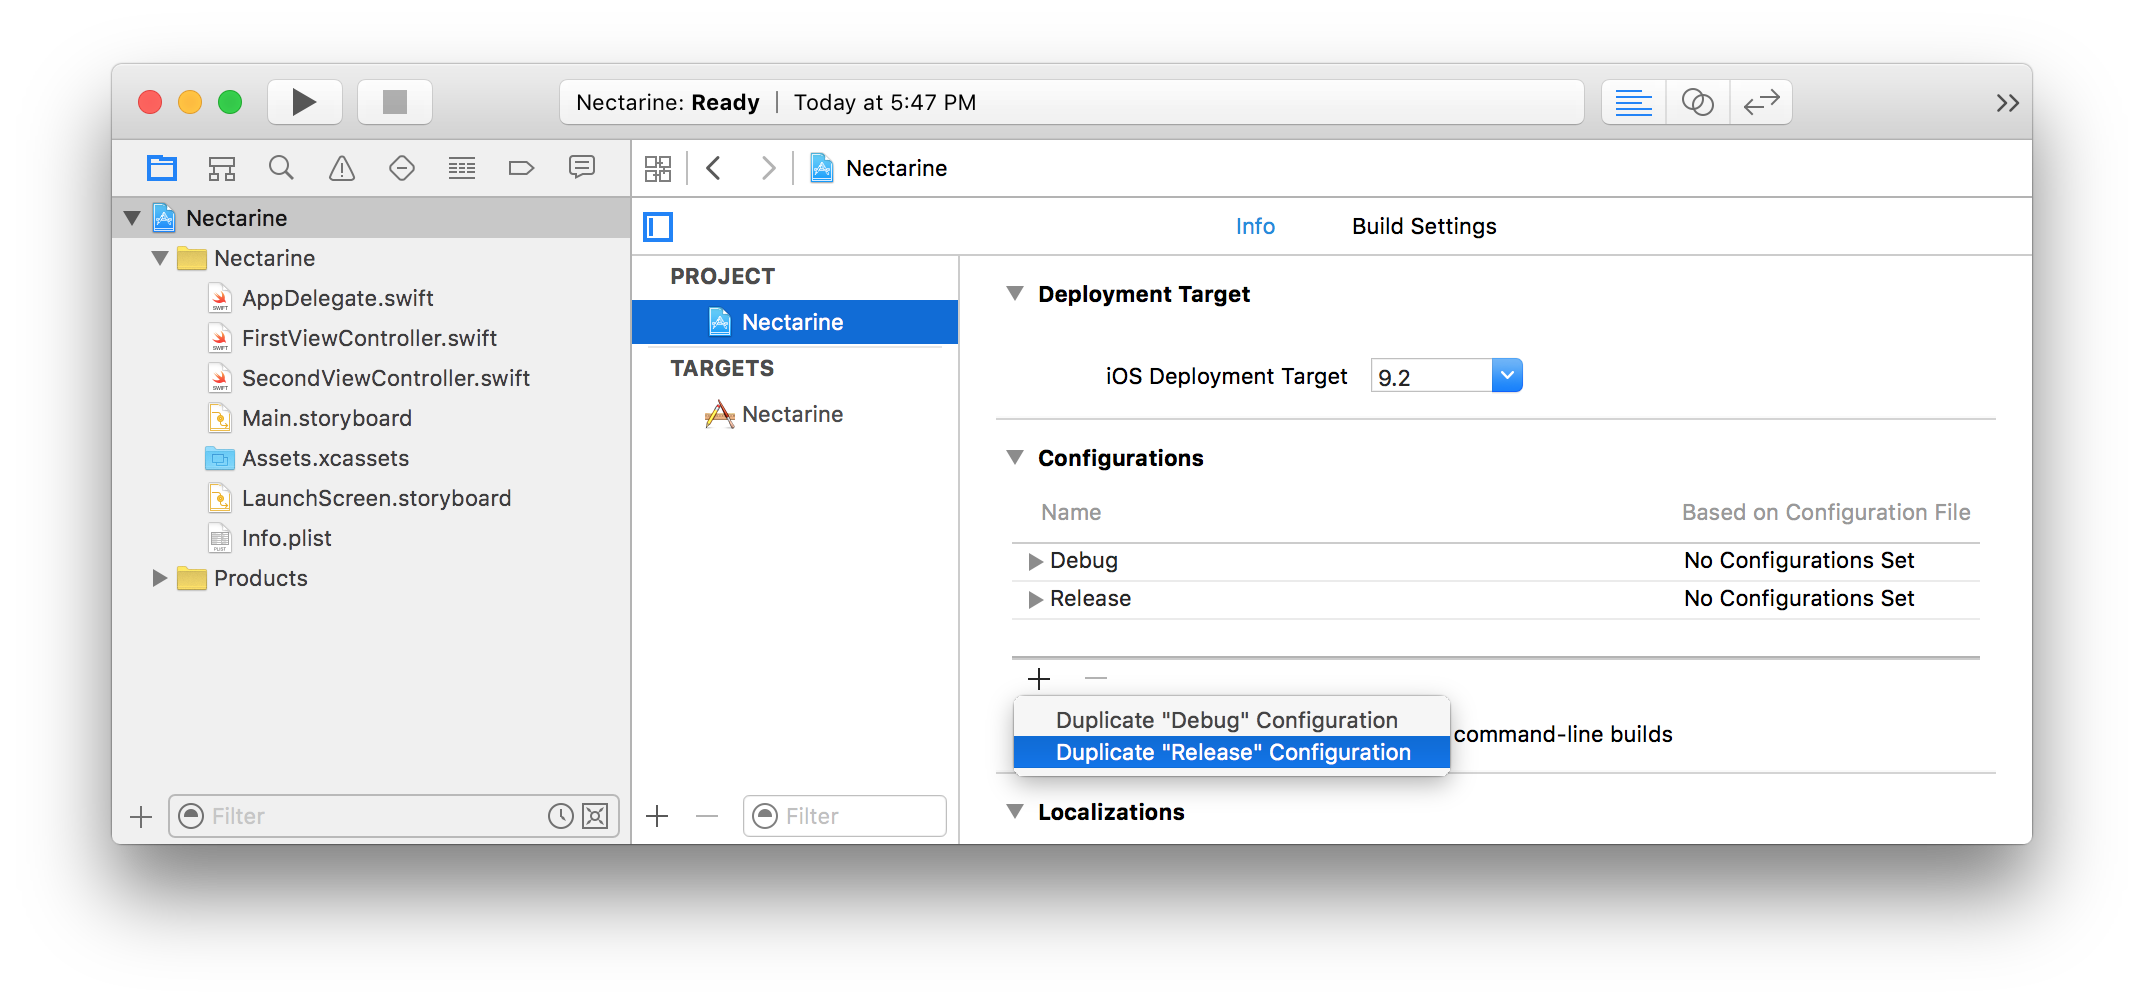 Nectarine: Ready | Today at 5:47 PM
Nectarine
Nectarine
Nectarine
AppDelegate.swift
FirstViewController.swift
SecondViewController.swift
Main.storyboard
Assets.xcassets
LaunchScreen.storyboard
Info.plist
Products
Filter
Info
Build Settings
PROJECT
Nectarine
TARGETS
Nectarine
Filter
Deployment Target
iOS Deployment Target 9.2
Configurations
Name Based on Configuration File
Debug No Configurations Set
Release No Configurations Set
Duplicate "Debug" Configuration
command-line builds
Duplicate "Release" Configuration
Localizations